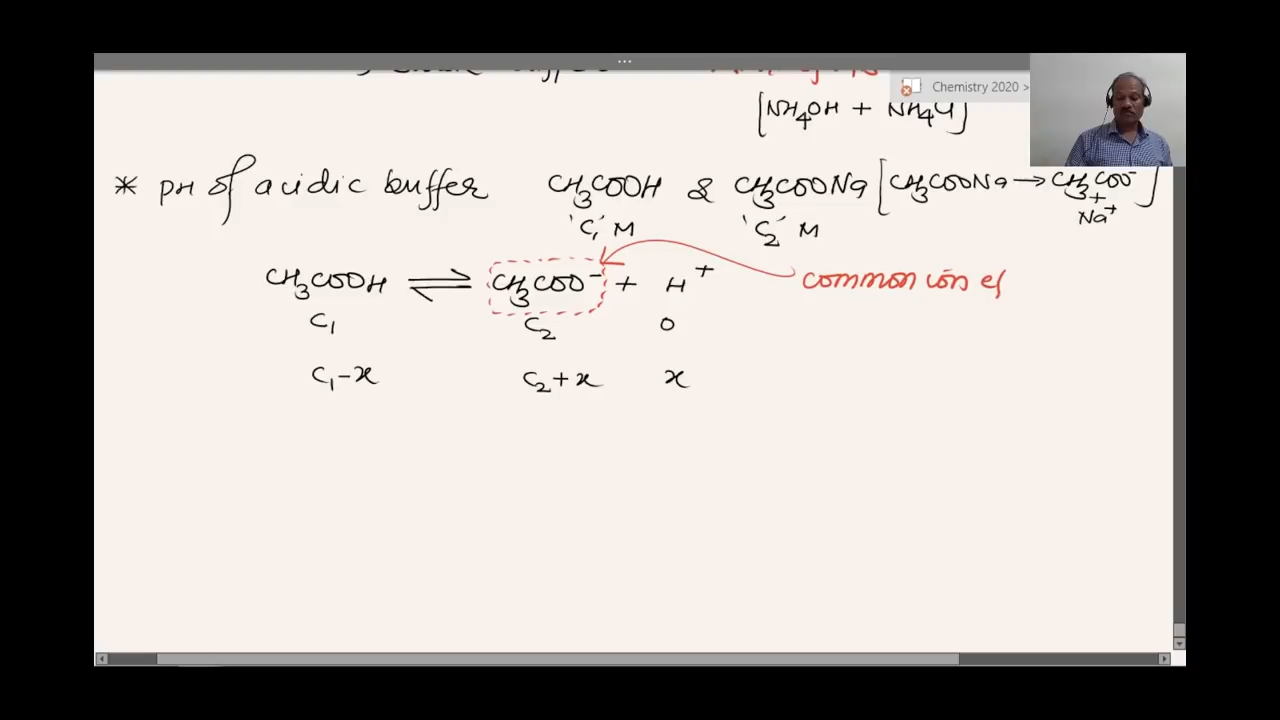 ...
Chemistry 2020 >
[NH₄OH + NH₄Cl]
* pH of acidic buffer CH₃COOH & CH₃COONa [CH₃COONa → CH₃COO⁻ + Na⁺]
'C₁' M 'C₂' M
CH₃COOH ⇌ CH₃COO⁻ + H⁺ common ion ef
C₁ C₂ 0
C₁-x C₂+x x